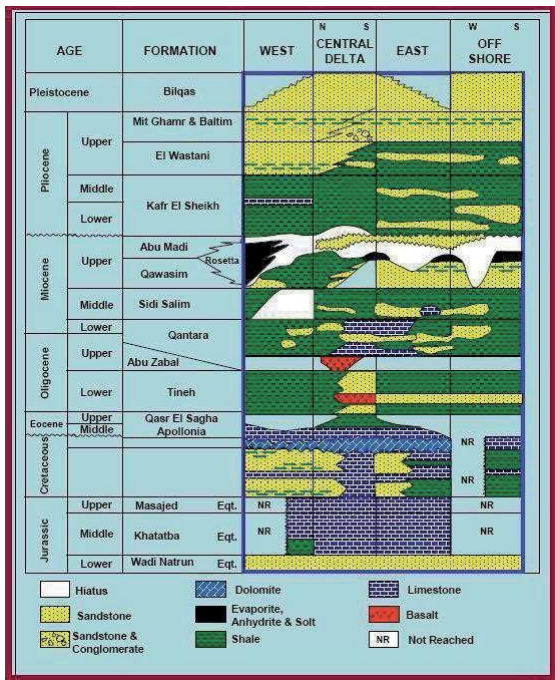 N S
W S
AGE
FORMATION
WEST
CENTRAL
DELTA
EAST
OFF
SHORE
Pleistocene
Bilqas
Pliocene
Upper
Mit Ghamr & Baltim
El Wastani
Middle
Lower
Kafr El Sheikh
Miocene
Upper
Abu Madi
Rosetta
Qawasim
Middle
Sidi Salim
Lower
Qantara
Oligocene
Upper
Abu Zabal
Lower
Tineh
Eocene
Upper
Qasr El Sagha
Middle
Apollonia
Cretaceous
NR
NR
Jurassic
Upper
Masajed Eqt.
NR
NR
Middle
Khatatba Eqt.
NR
NR
Lower
Wadi Natrun Eqt.
Hiatus
Dolomite
Limestone
Sandstone
Evaporite,
Anhydrite & Solt
Basalt
Sandstone &
Conglomerate
Shale
NR
Not Reached